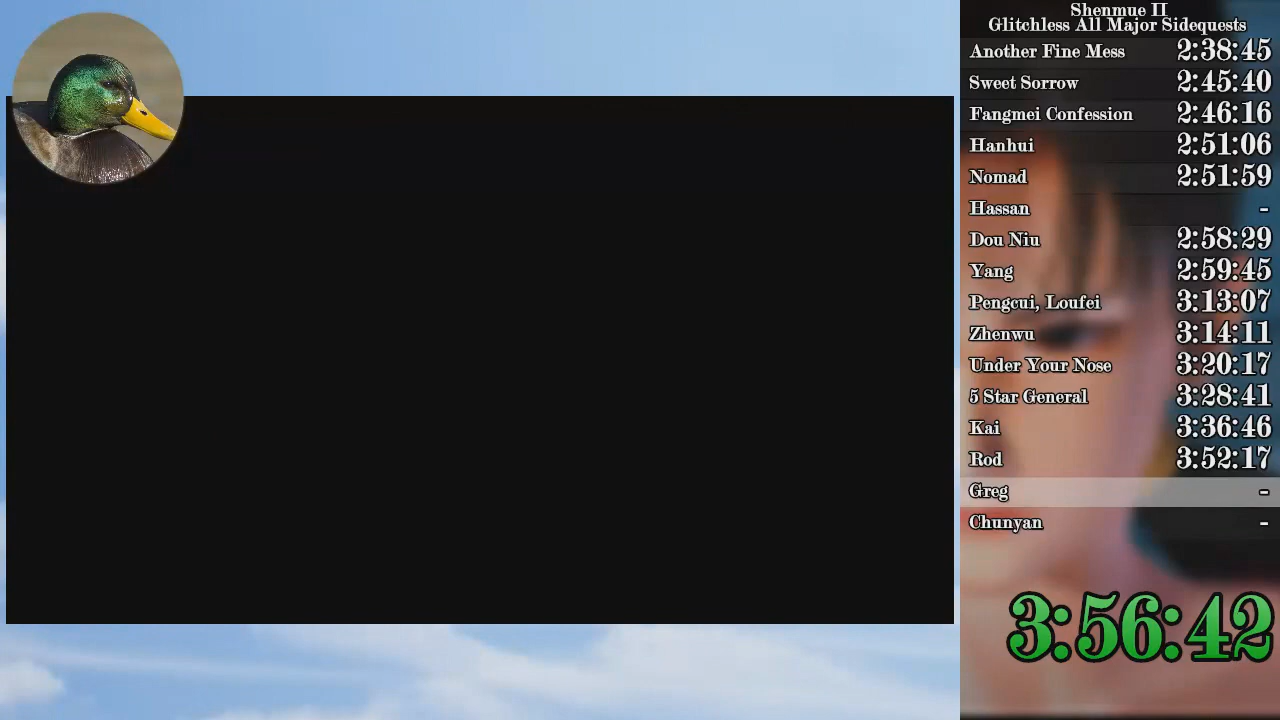 Shenmue II
Glitchless All Major Sidequests
Another Fine Mess 2:38:45
Sweet Sorrow 2:45:40
Fangmei Confession 2:46:16
Hanhui 2:51:06
Nomad 2:51:59
Hassan -
Dou Niu 2:58:29
Yang 2:59:45
Pengcui, Loufei 3:13:07
Zhenwu 3:14:11
Under Your Nose 3:20:17
5 Star General 3:28:41
Kai 3:36:46
Rod 3:52:17
Greg -
Chunyan -
3:56:42